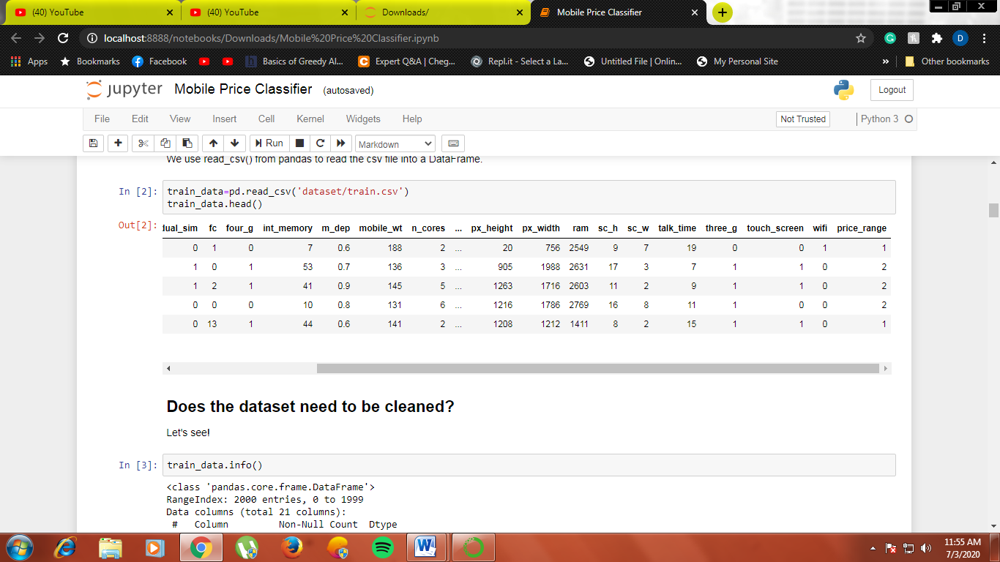 (40) YouTube
(40) YouTube
Downloads/
Mobile Price Classifier
localhost:8888/notebooks/Downloads/Mobile%20Price%20Classifier.ipynb
D
Apps Bookmarks Facebook Basics of Greedy Al... Expert Q&A | Cheg... Repl.it - Select a La... Untitled File | Onlin... My Personal Site » Other bookmarks
jupyter Mobile Price Classifier (autosaved) Logout
File Edit View Insert Cell Kernel Widgets Help Not Trusted Python 3
Run Markdown
We use read_csv() from pandas to read the csv file into a DataFrame.
In [2]: train_data=pd.read_csv('dataset/train.csv')
train_data.head()
Out[2]: dual_sim fc four_g int_memory m_dep mobile_wt n_cores ... px_height px_width ram sc_h sc_w talk_time three_g touch_screen wifi price_range
0 1 0 7 0.6 188 2 ... 20 756 2549 9 7 19 0 0 1 1
1 0 1 53 0.7 136 3 ... 905 1988 2631 17 3 7 1 1 0 2
1 2 1 41 0.9 145 5 ... 1263 1716 2603 11 2 9 1 1 0 2
0 0 0 10 0.8 131 6 ... 1216 1786 2769 16 8 11 1 0 0 2
0 13 1 44 0.6 141 2 ... 1208 1212 1411 8 2 15 1 1 0 1
Does the dataset need to be cleaned?
Let's see!
In [3]: train_data.info()
<class 'pandas.core.frame.DataFrame'>
RangeIndex: 2000 entries, 0 to 1999
Data columns (total 21 columns):
# Column Non-Null Count Dtype
11:55 AM
7/3/2020